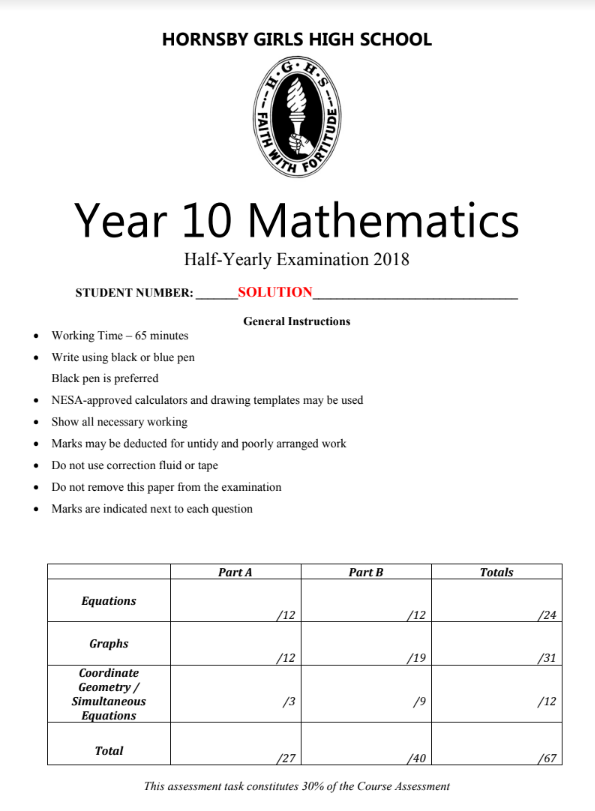 HORNSBY GIRLS HIGH SCHOOL
H·G·H·S
FAITH WITH FORTITUDE
Year 10 Mathematics
Half-Yearly Examination 2018
STUDENT NUMBER: ______SOLUTION______________________________
General Instructions
• Working Time – 65 minutes
• Write using black or blue pen
Black pen is preferred
• NESA-approved calculators and drawing templates may be used
• Show all necessary working
• Marks may be deducted for untidy and poorly arranged work
• Do not use correction fluid or tape
• Do not remove this paper from the examination
• Marks are indicated next to each question
Part A Part B Totals
Equations
/12 /12 /24
Graphs
/12 /19 /31
Coordinate
Geometry /
Simultaneous
Equations
/3 /9 /12
Total
/27 /40 /67
This assessment task constitutes 30% of the Course Assessment